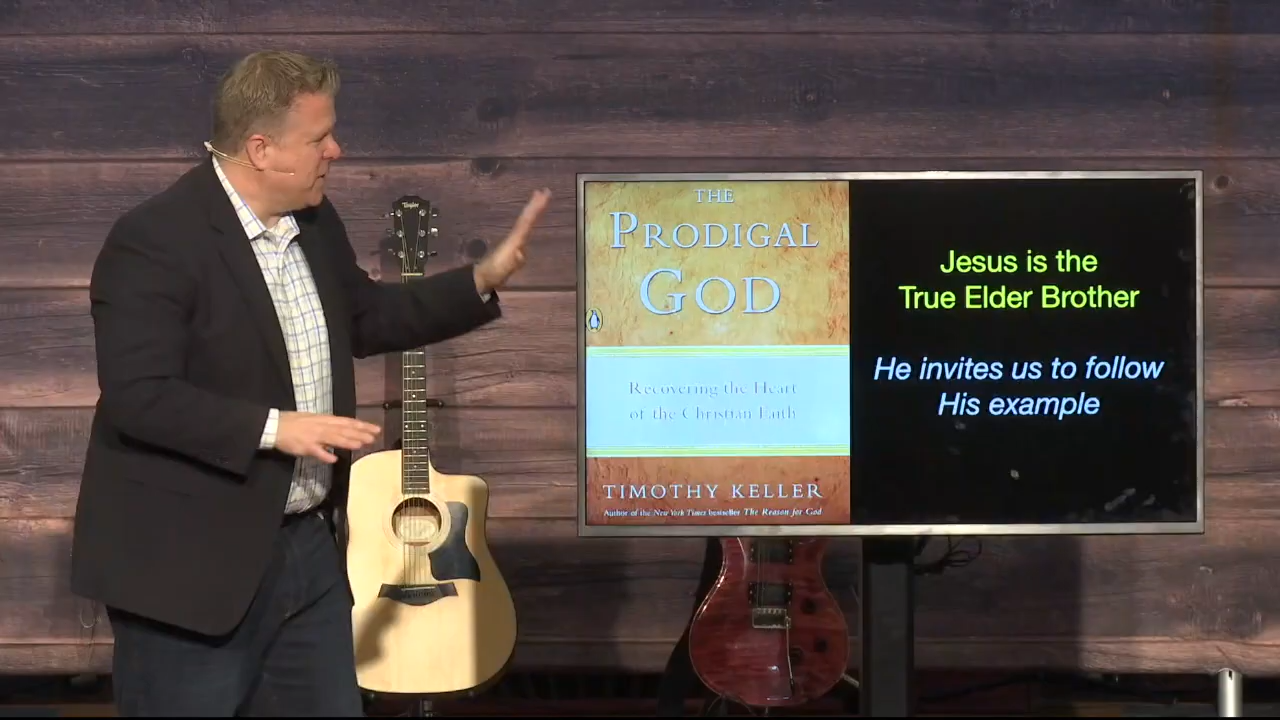 Taylor
THE
PRODIGAL
GOD
Recovering the Heart
of the Christian Faith
TIMOTHY KELLER
Author of the New York Times bestseller The Reason for God
Jesus is the
True Elder Brother
He invites us to follow
His example